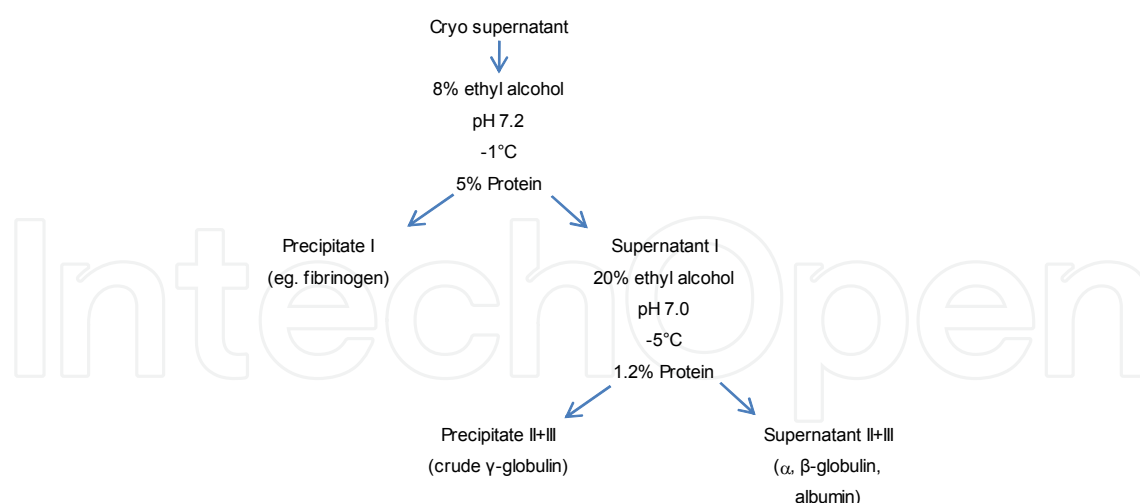 Cryo supernatant
8% ethyl alcohol
pH 7.2
-1°C
5% Protein
Precipitate I
(eg. fibrinogen)
Supernatant I
20% ethyl alcohol
pH 7.0
-5°C
1.2% Protein
Precipitate II+III
(crude γ-globulin)
Supernatant II+III
(α, β-globulin,
albumin)
IntechOpen